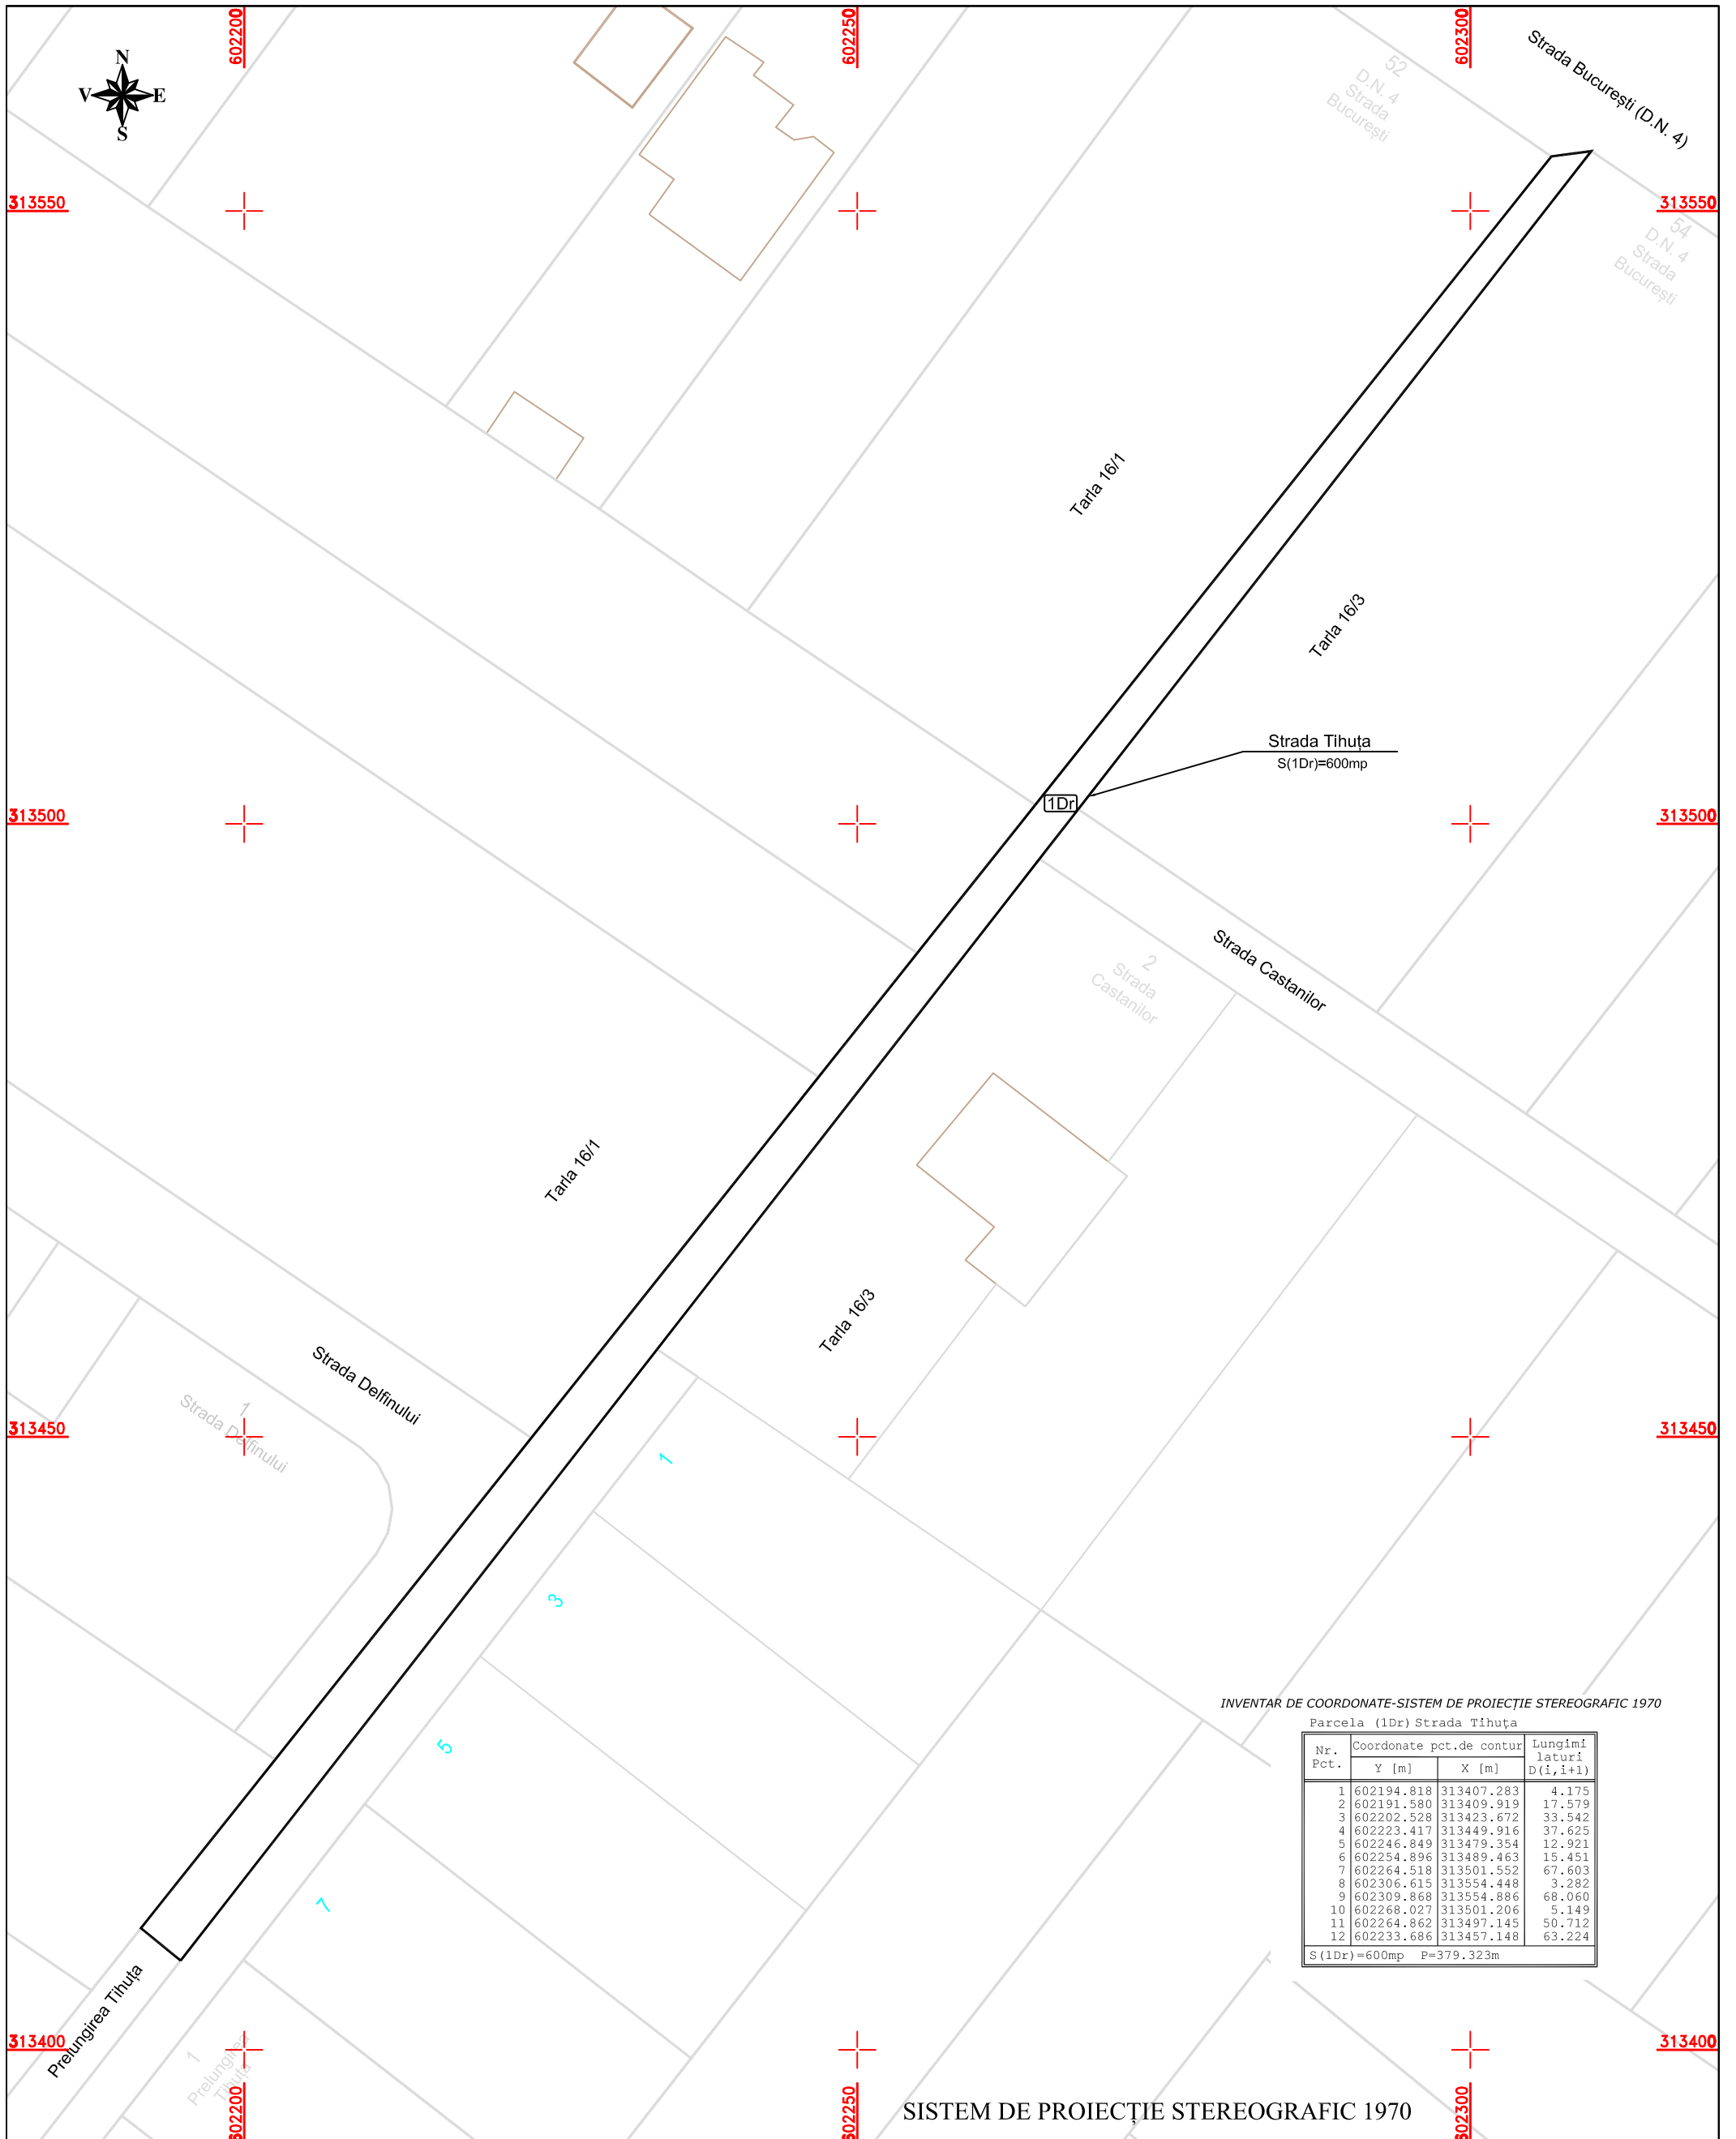 602200
602250
602300
N
V
E
S
52
D.N. 4
Strada
București
Strada București (D.N. 4)
313550
313550
54
D.N. 4
Strada
București
Tarla 16/1
Tarla 16/3
Strada Tihuța
S(1Dr)=600mp
1Dr
313500
313500
2
Strada
Castanilor
Strada Castanilor
Tarla 16/1
Tarla 16/3
Strada Delfinului
1
Strada Delfinului
313450
313450
1
3
5
7
INVENTAR DE COORDONATE-SISTEM DE PROIECȚIE STEREOGRAFIC 1970
Parcela (1Dr) Strada Tihuța
Nr. Pct. Coordonate pct.de contur Lungimi laturi D(i,i+1)
Y [m] X [m]
1 602194.818 313407.283 4.175
2 602191.580 313409.919 17.579
3 602202.528 313423.672 33.542
4 602223.417 313449.916 37.625
5 602246.849 313479.354 12.921
6 602254.896 313489.463 15.451
7 602264.518 313501.552 67.603
8 602306.615 313554.448 3.282
9 602309.868 313554.886 68.060
10 602268.027 313501.206 5.149
11 602264.862 313497.145 50.712
12 602233.686 313457.148 63.224
S(1Dr)=600mp P=379.323m
Prelungirea Tihuța
313400
313400
1
Prelungirea
Tihuța
602200
602250
602300
SISTEM DE PROIECȚIE STEREOGRAFIC 1970